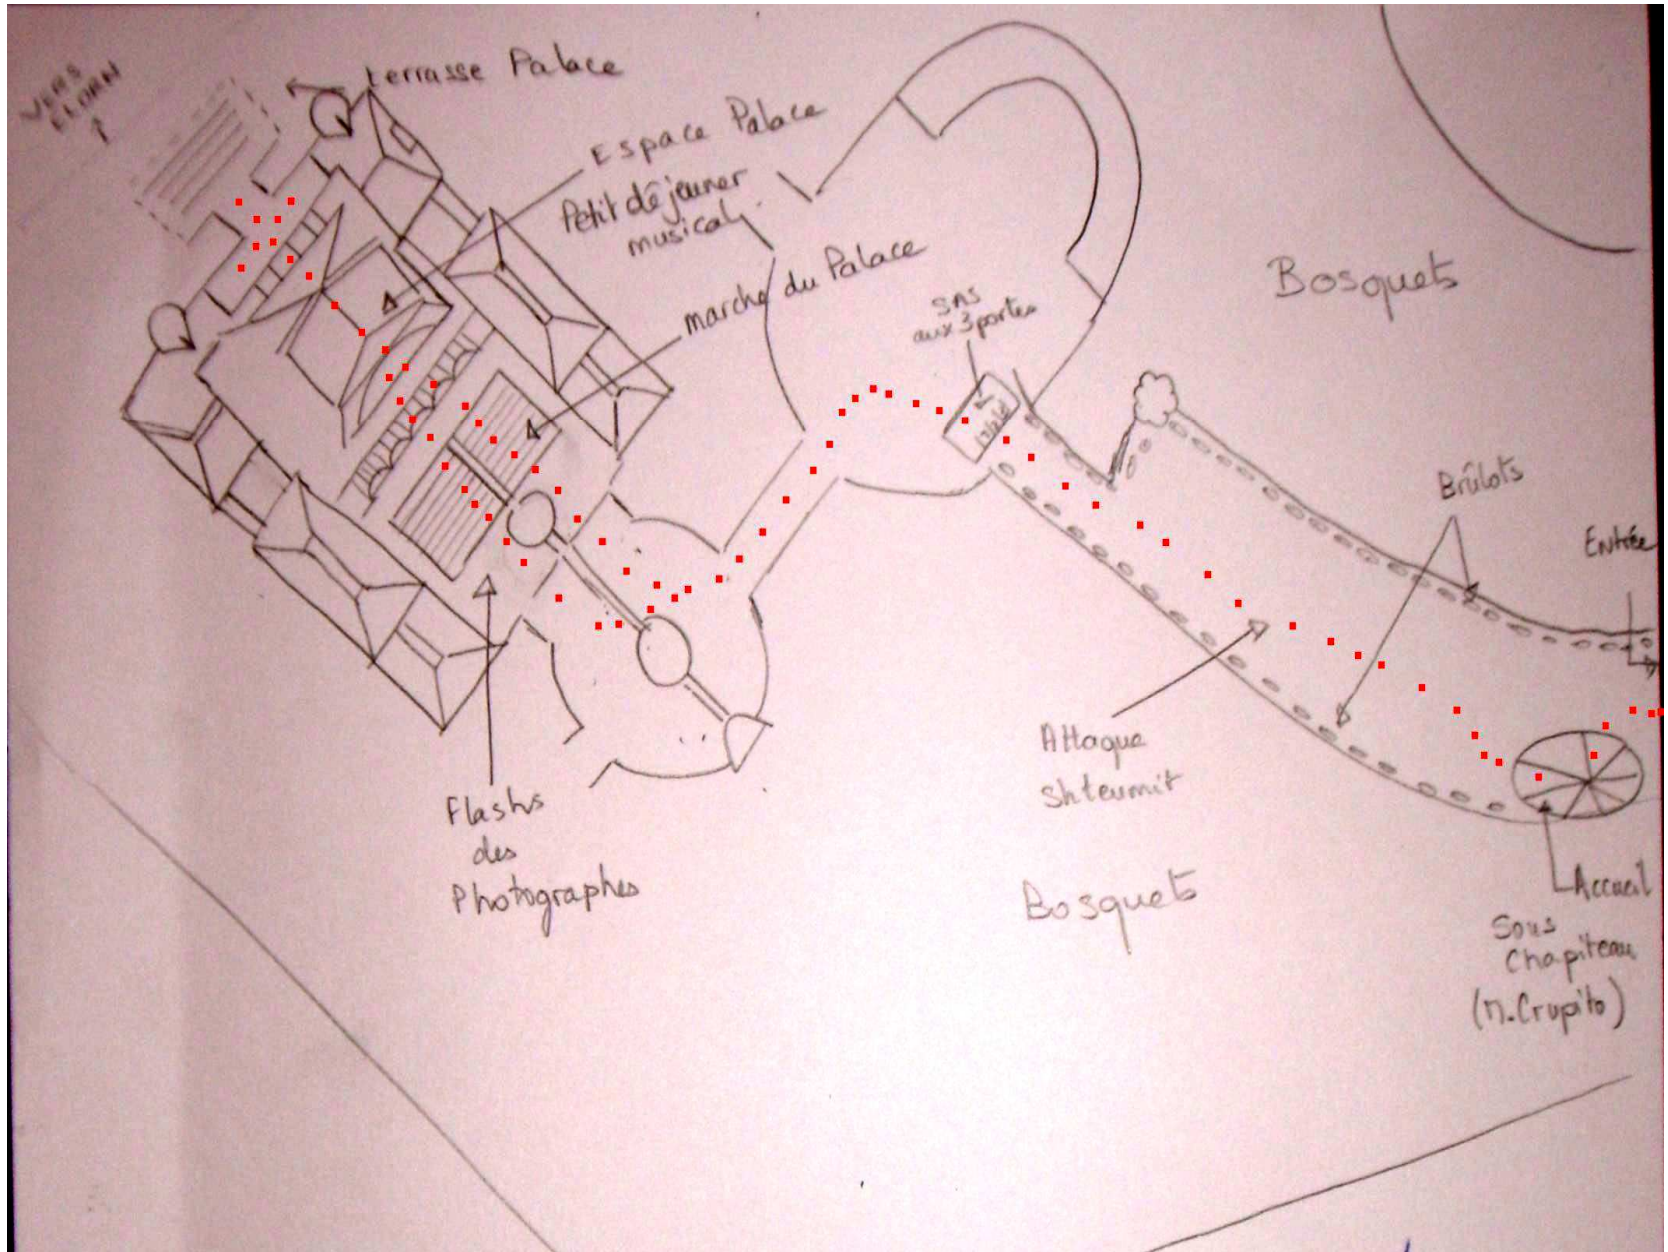 VERS
ELORN
terrasse Palace
Espace Palace
Petit déjeuner
musical
marche du Palace
SAS
aux 3 portes
Bosquets
Brûlots
Entrée
Attaque
shteurmit
Flashs
des
Photographes
Bosquets
Accueil
Sous
Chapiteau
(M.Crupito)